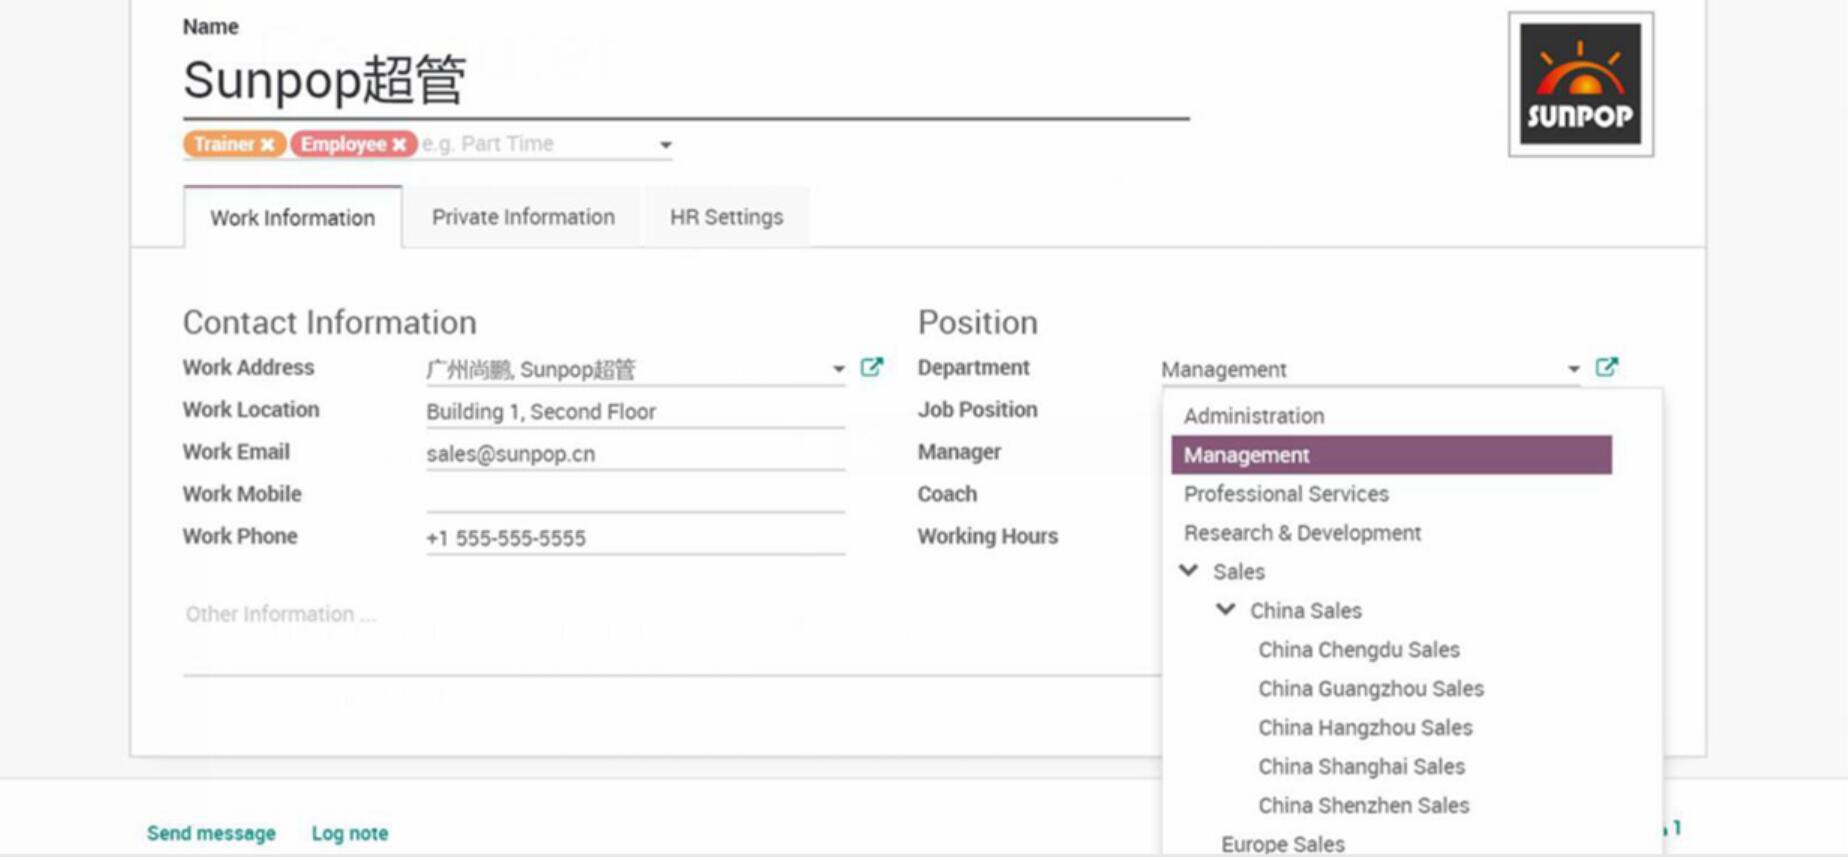 Name
Sunpop超管
SUNPOP
Trainer × Employee × e.g. Part Time
Work Information Private Information HR Settings
Contact Information
Work Address 广州尚鹏, Sunpop超管
Work Location Building 1, Second Floor
Work Email sales@sunpop.cn
Work Mobile
Work Phone +1 555-555-5555
Other Information ...
Position
Department Management
Job Position
Manager
Coach
Working Hours
Administration
Management
Professional Services
Research & Development
Sales
China Sales
China Chengdu Sales
China Guangzhou Sales
China Hangzhou Sales
China Shanghai Sales
China Shenzhen Sales
Europe Sales
Send message Log note
1